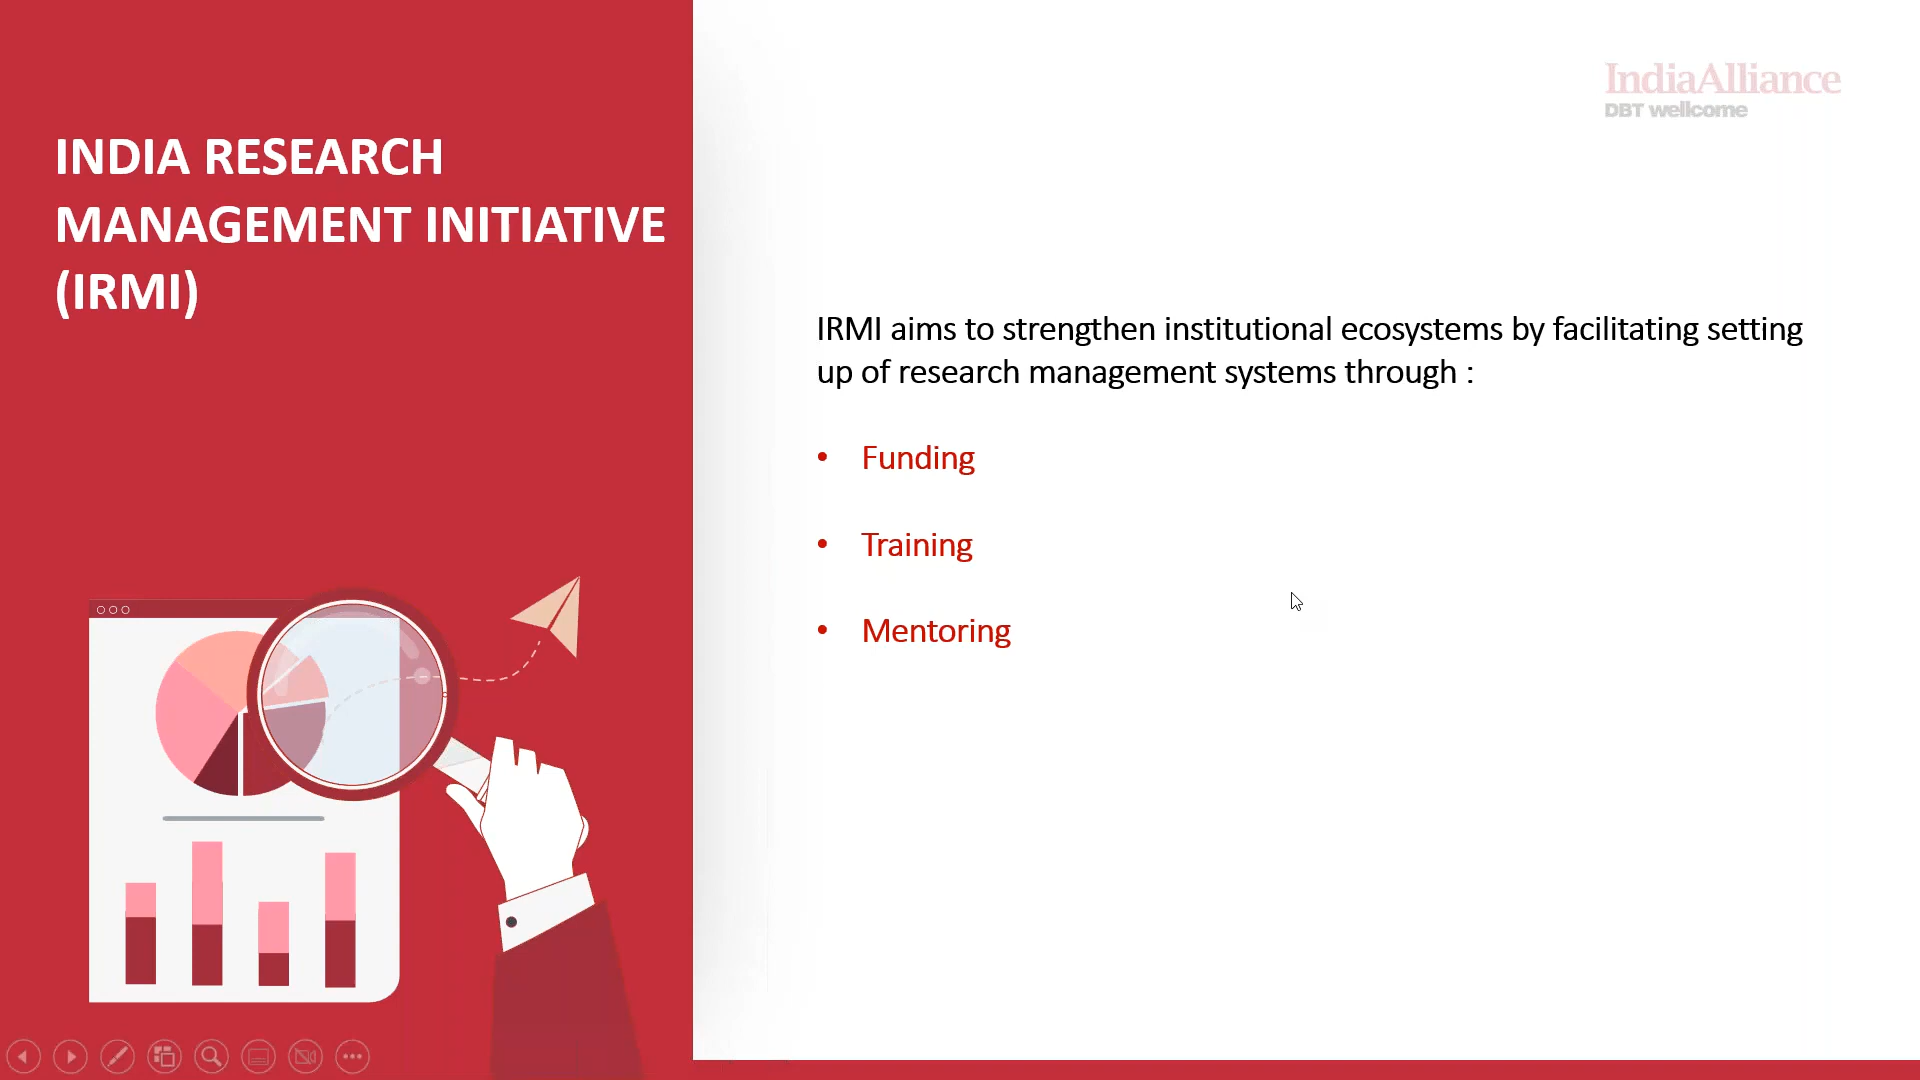 INDIA RESEARCH
MANAGEMENT INITIATIVE
(IRMI)
IndiaAlliance
DBT wellcome
IRMI aims to strengthen institutional ecosystems by facilitating setting
up of research management systems through :
• Funding
• Training
• Mentoring